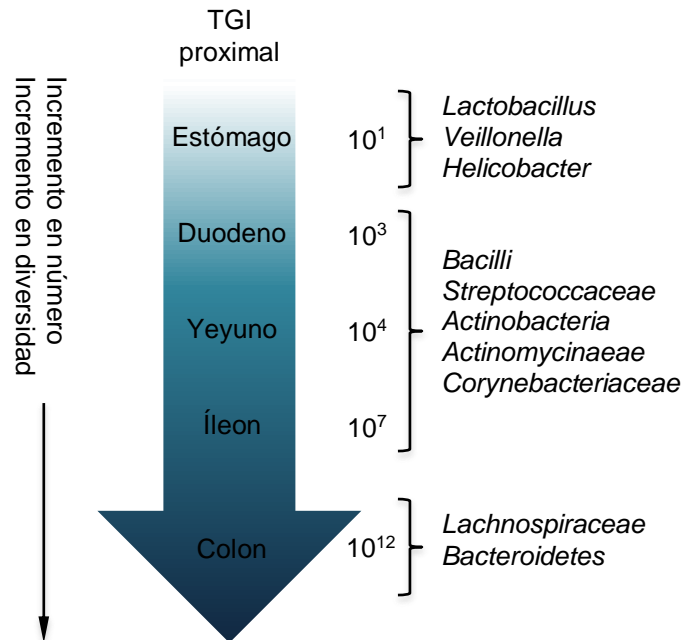 TGI
proximal
Incremento en número
Incremento en diversidad
Estómago
10¹
Lactobacillus
Veillonella
Helicobacter
Duodeno
10³
Yeyuno
10⁴
Íleon
10⁷
Bacilli
Streptococcaceae
Actinobacteria
Actinomycinaeae
Corynebacteriaceae
Colon
10¹²
Lachnospiraceae
Bacteroidetes